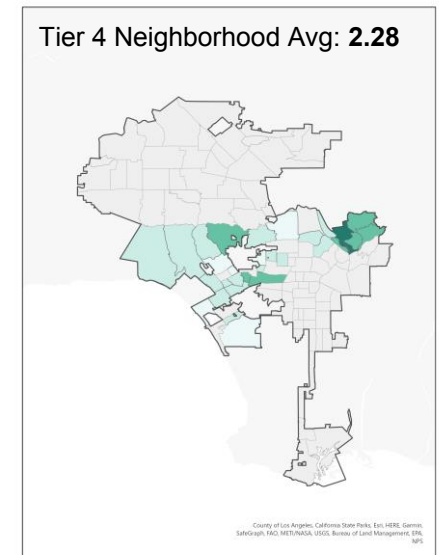 Tier 4 Neighborhood Avg: 2.28
County of Los Angeles, California State Parks, Esri, HERE, Garmin,
SafeGraph, FAO, METI/NASA, USGS, Bureau of Land Management, EPA,
NPS